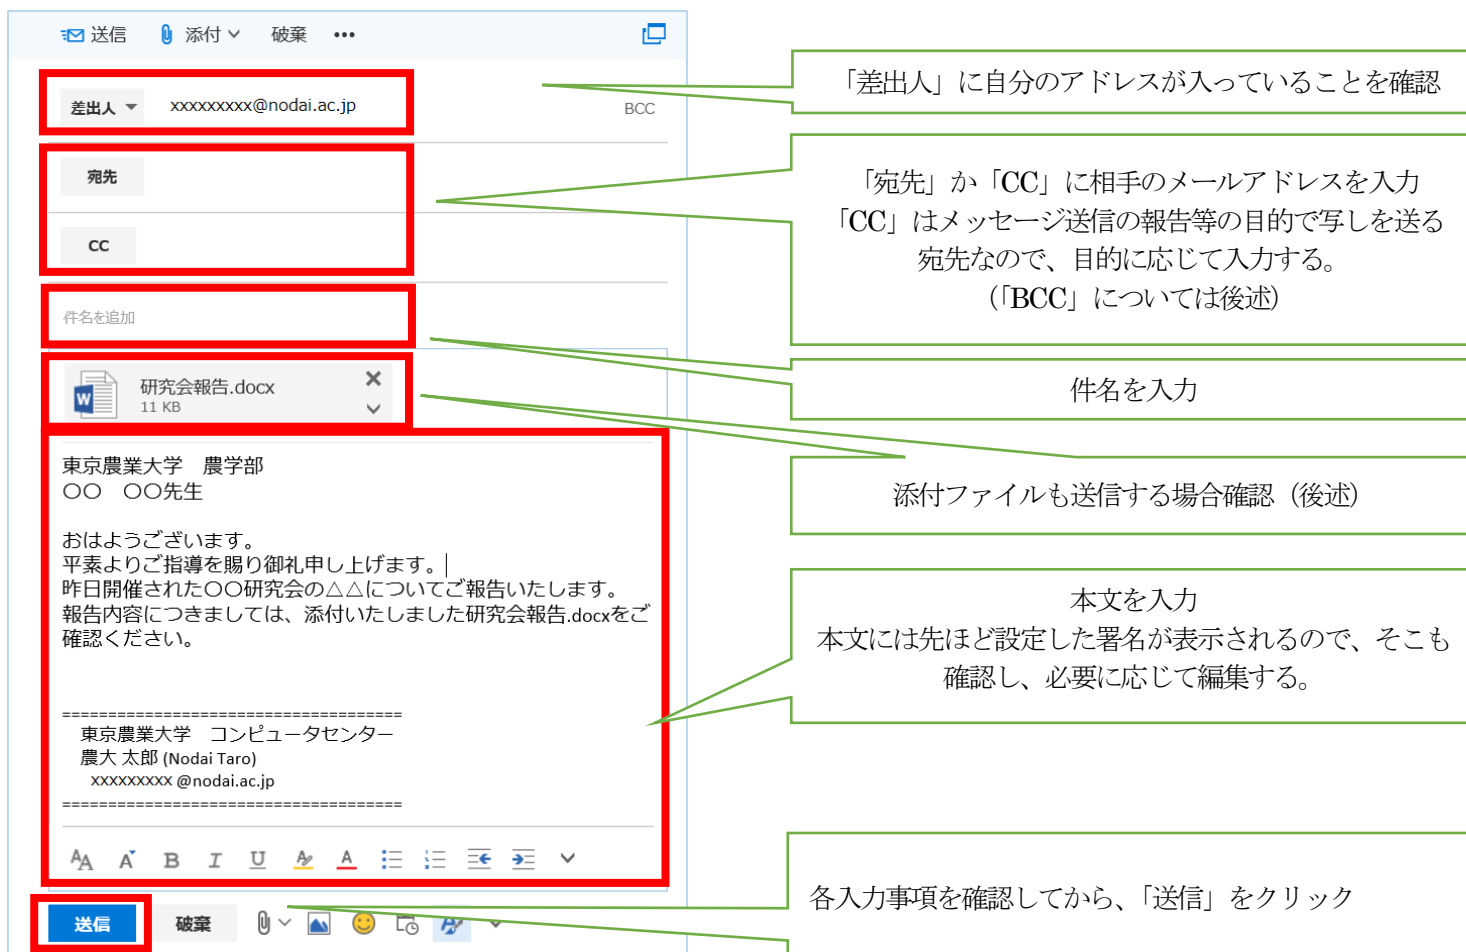 送信 添付 破棄 •••
差出人 xxxxxxxxx@nodai.ac.jp BCC
宛先
CC
件名を追加
研究会報告.docx
11 KB
東京農業大学　農学部
〇〇　〇〇先生
おはようございます。
平素よりご指導を賜り御礼申し上げます。
昨日開催された〇〇研究会の△△についてご報告いたします。
報告内容につきましては、添付いたしました研究会報告.docxをご
確認ください。
=====================================
東京農業大学　コンピュータセンター
農大 太郎 (Nodai Taro)
xxxxxxxxx @nodai.ac.jp
=====================================
送信 破棄
「差出人」に自分のアドレスが入っていることを確認
「宛先」か「CC」に相手のメールアドレスを入力
「CC」はメッセージ送信の報告等の目的で写しを送る
宛先なので、目的に応じて入力する。
（「BCC」については後述）
件名を入力
添付ファイルも送信する場合確認（後述）
本文を入力
本文には先ほど設定した署名が表示されるので、そこも
確認し、必要に応じて編集する。
各入力事項を確認してから、「送信」をクリック